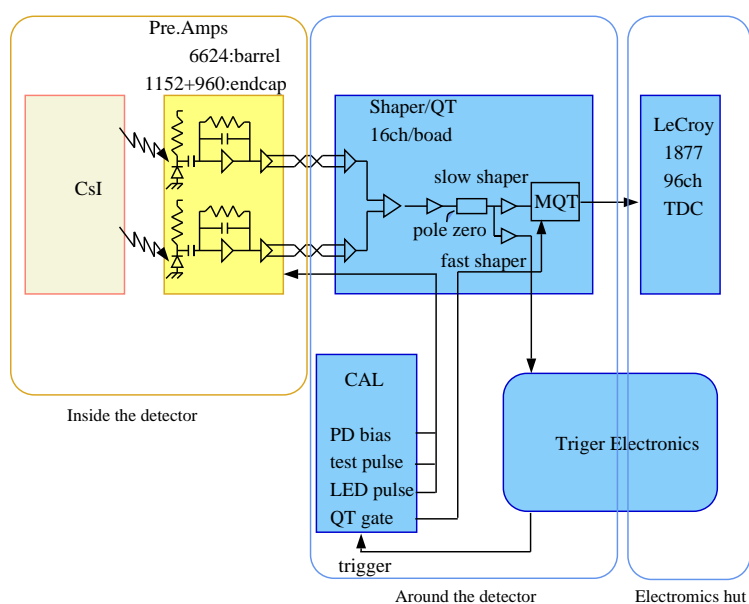 Pre.Amps
6624:barrel
1152+960:endcap
CsI
Shaper/QT
16ch/boad
slow shaper
MQT
pole zero
fast shaper
LeCroy
1877
96ch
TDC
Inside the detector
CAL
PD bias
test pulse
LED pulse
QT gate
Triger Electronics
trigger
Around the detector
Electromics hut